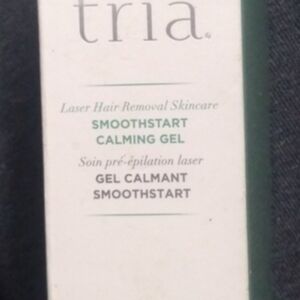 tria
Laser Hair Removal Skincare
SMOOTHSTART
CALMING GEL
Soin pré-épilation laser
GEL CALMANT
SMOOTHSTART